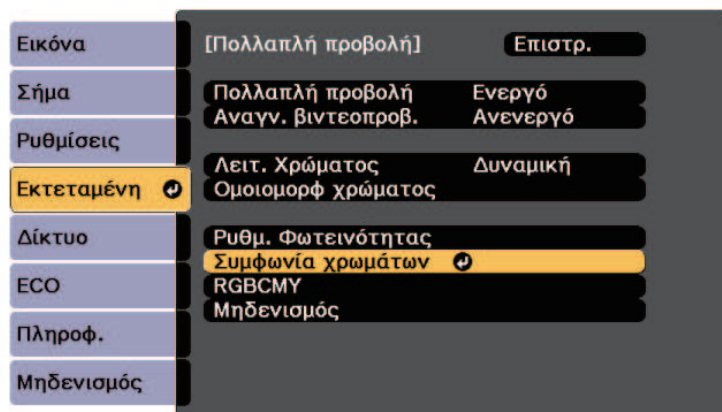 Εικόνα
Σήμα
Ρυθμίσεις
Εκτεταμένη
Δίκτυο
ECO
Πληροφ.
Μηδενισμός
[Πολλαπλή προβολή] Επιστρ.
Πολλαπλή προβολή Ενεργό
Αναγν. βιντεοπροβ. Ανενεργό
Λειτ. Χρώματος Δυναμική
Ομοιομορφ χρώματος
Ρυθμ. Φωτεινότητας
Συμφωνία χρωμάτων
RGBCMY
Μηδενισμός